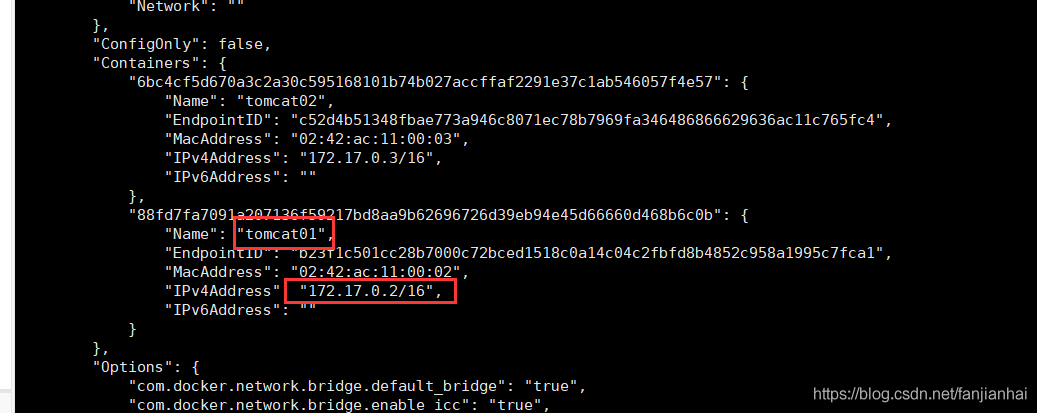 "Network": ""
},
"ConfigOnly": false,
"Containers": {
"6bc4cf5d670a3c2a30c595168101b74b027accffaf2291e37c1ab546057f4e57": {
"Name": "tomcat02",
"EndpointID": "c52d4b51348fbae773a946c8071ec78b7969fa346486866629636ac11c765fc4",
"MacAddress": "02:42:ac:11:00:03",
"IPv4Address": "172.17.0.3/16",
"IPv6Address": ""
},
"88fd7fa7091a207136f59217bd8aa9b62696726d39eb94e45d66660d468b6c0b": {
"Name": "tomcat01",
"EndpointID": "b23f1c501cc28b7000c72bced1518c0a14c04c2fbfd8b4852c958a1995c7fca1",
"MacAddress": "02:42:ac:11:00:02",
"IPv4Address" "172.17.0.2/16",
"IPv6Address": ""
}
},
"Options": {
"com.docker.network.bridge.default_bridge": "true",
"com.docker.network.bridge.enable_icc": "true",
https://blog.csdn.net/fanjianhai